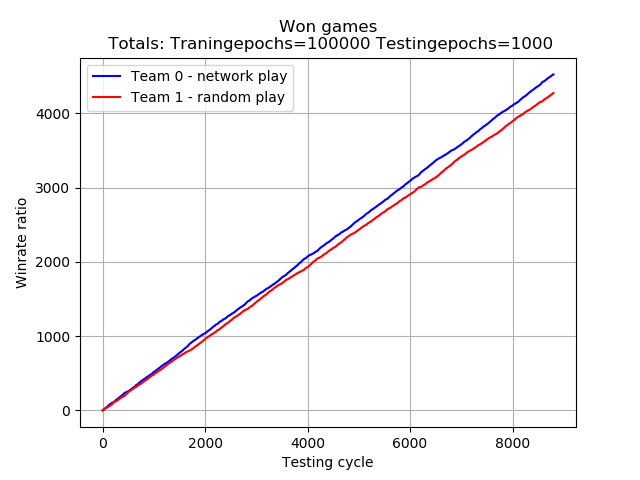 Won games
Totals: Traningepochs=100000 Testingepochs=1000
Team 0 - network play
Team 1 - random play
4000
3000
2000
1000
0
Winrate ratio
0 2000 4000 6000 8000
Testing cycle